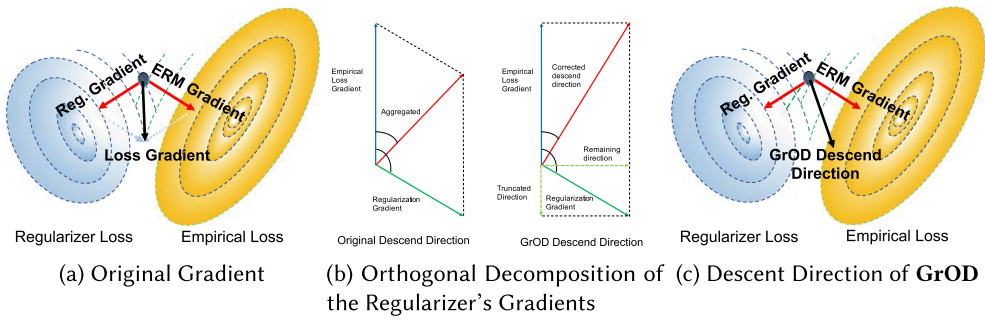 Reg. Gradient
ERM Gradient
Loss Gradient
Regularizer Loss
Empirical Loss
(a) Original Gradient
Empirical Loss
Gradient
Aggregated
Regularization
Gradient
Original Descend Direction
Empirical Loss
Gradient
Corrected
descend
direction
Remaining
direction
Truncated
Direction
Regularization
Gradient
GrOD Descend Direction
(b) Orthogonal Decomposition of
the Regularizer's Gradients
Reg. Gradient
ERM Gradient
GrOD Descend
Direction
Regularizer Loss
Empirical Loss
(c) Descent Direction of GrOD